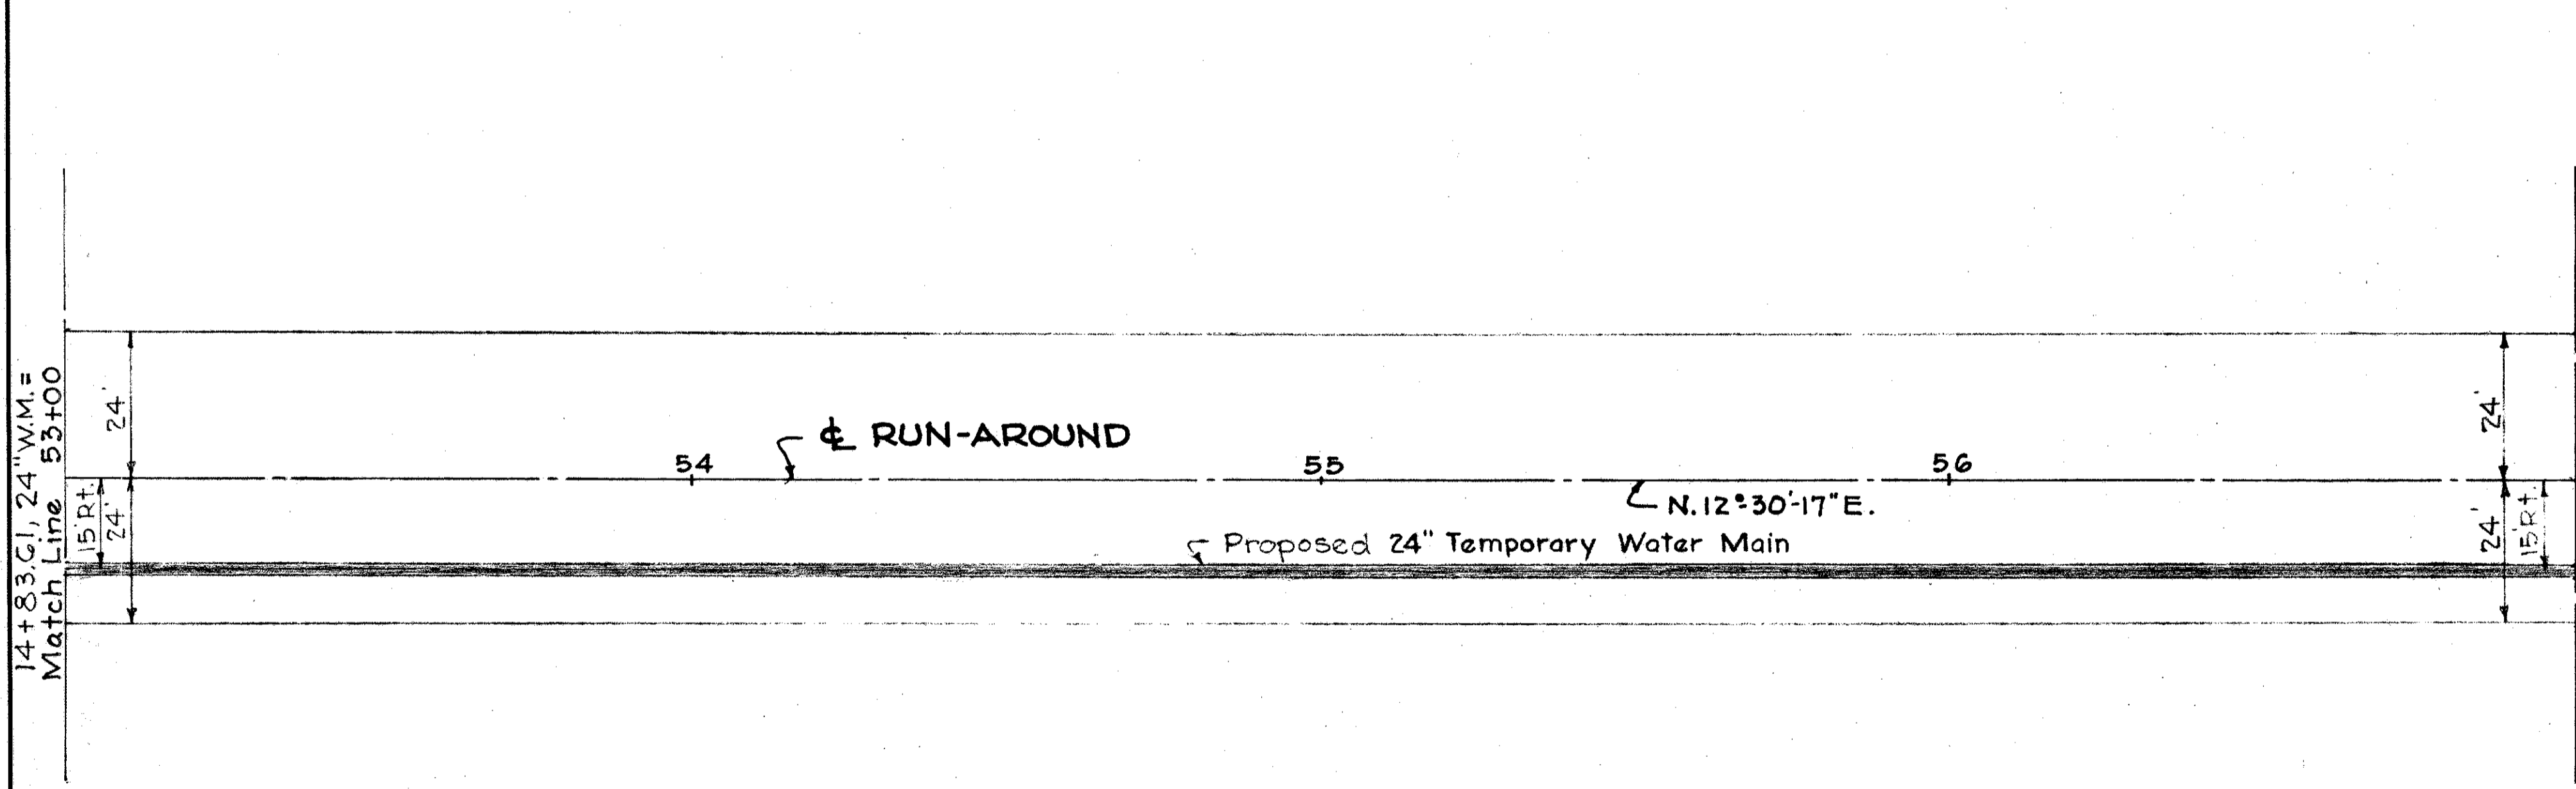 14+83.61, 24" W.M. =
Match Line 53+00
24'
15' Rt.
24'
54
℄ RUN-AROUND
55
56
N.12°-30'-17"E.
Proposed 24" Temporary Water Main
24'
24'
15' Rt.